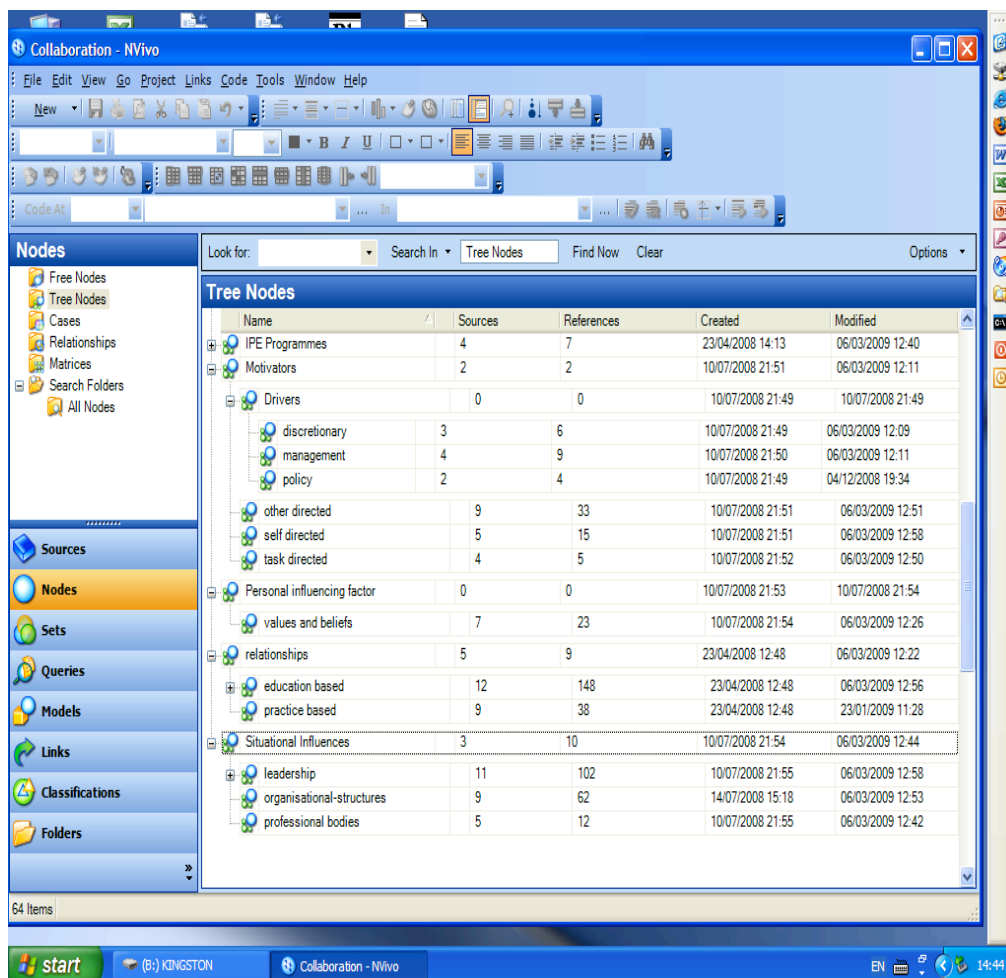 Collaboration - NVivo
File Edit View Go Project Links Code Tools Window Help
New
B I U
Code At ... In ...
Nodes
Free Nodes
Tree Nodes
Cases
Relationships
Matrices
Search Folders
All Nodes
Sources
Nodes
Sets
Queries
Models
Links
Classifications
Folders
»
Look for: Search In Tree Nodes Find Now Clear Options
Tree Nodes
Name Sources References Created Modified
IPE Programmes 4 7 23/04/2008 14:13 06/03/2009 12:40
Motivators 2 2 10/07/2008 21:51 06/03/2009 12:11
Drivers 0 0 10/07/2008 21:49 10/07/2008 21:49
discretionary 3 6 10/07/2008 21:49 06/03/2009 12:09
management 4 9 10/07/2008 21:50 06/03/2009 12:11
policy 2 4 10/07/2008 21:49 04/12/2008 19:34
other directed 9 33 10/07/2008 21:51 06/03/2009 12:51
self directed 5 15 10/07/2008 21:51 06/03/2009 12:58
task directed 4 5 10/07/2008 21:52 06/03/2009 12:50
Personal influencing factor 0 0 10/07/2008 21:53 10/07/2008 21:54
values and beliefs 7 23 10/07/2008 21:54 06/03/2009 12:26
relationships 5 9 23/04/2008 12:48 06/03/2009 12:22
education based 12 148 23/04/2008 12:48 06/03/2009 12:56
practice based 9 38 23/04/2008 12:48 23/01/2009 11:28
Situational Influences 3 10 10/07/2008 21:54 06/03/2009 12:44
leadership 11 102 10/07/2008 21:55 06/03/2009 12:58
organisational-structures 9 62 14/07/2008 15:18 06/03/2009 12:53
professional bodies 5 12 10/07/2008 21:55 06/03/2009 12:42
64 Items
start (B:) KINGSTON Collaboration - NVivo EN 14:44